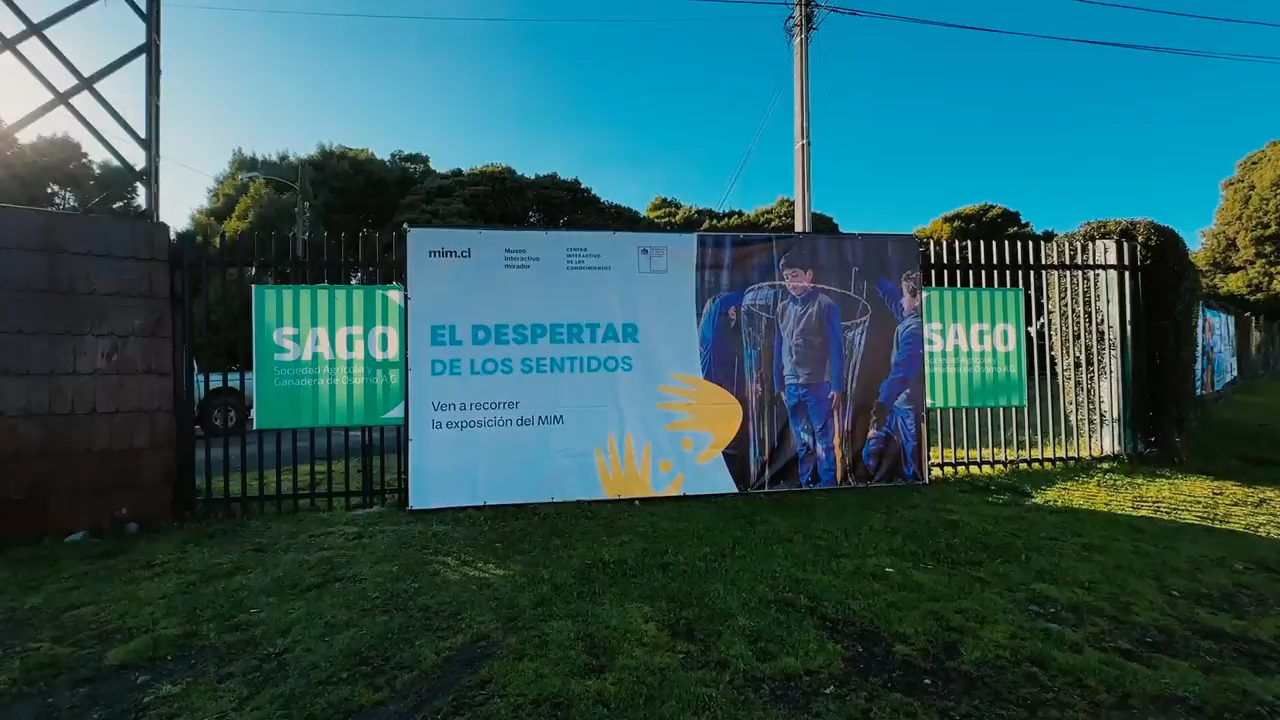 mim.cl
Museo
Interactivo
mirador
CENTRO
INTERACTIVO
DE LOS
CONOCIMIENTOS
EL DESPERTAR
DE LOS SENTIDOS
Ven a recorrer
la exposición del MIM
SAGO
Sociedad Agrícola y
Ganadera de Osorno A.G.
SAGO
Sociedad Agrícola y
Ganadera de Osorno A.G.